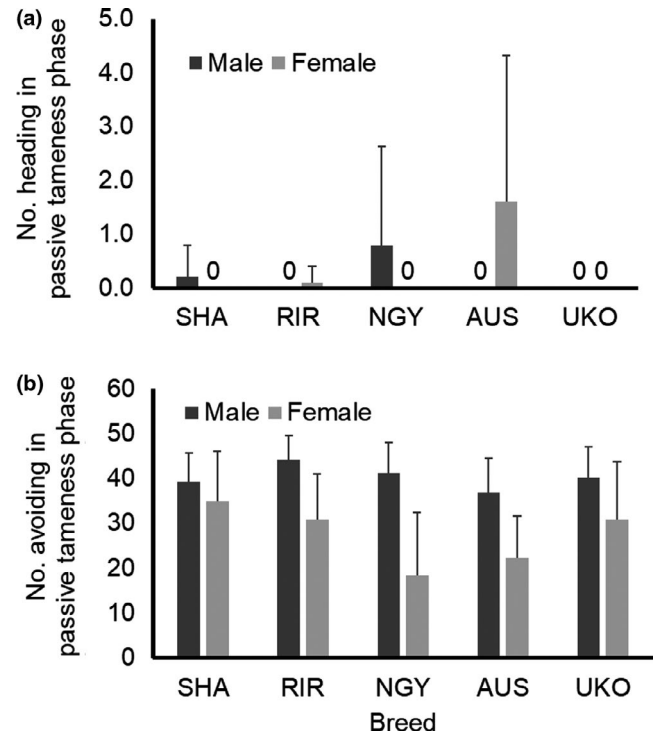 (a)
No. heading in
passive tameness phase
5.0
4.0
3.0
2.0
1.0
0.0
Male Female
0 0 0 0 0 0
SHA RIR NGY AUS UKO
(b)
No. avoiding in
passive tameness phase
60
50
40
30
20
10
0
Male Female
SHA RIR NGY AUS UKO
Breed